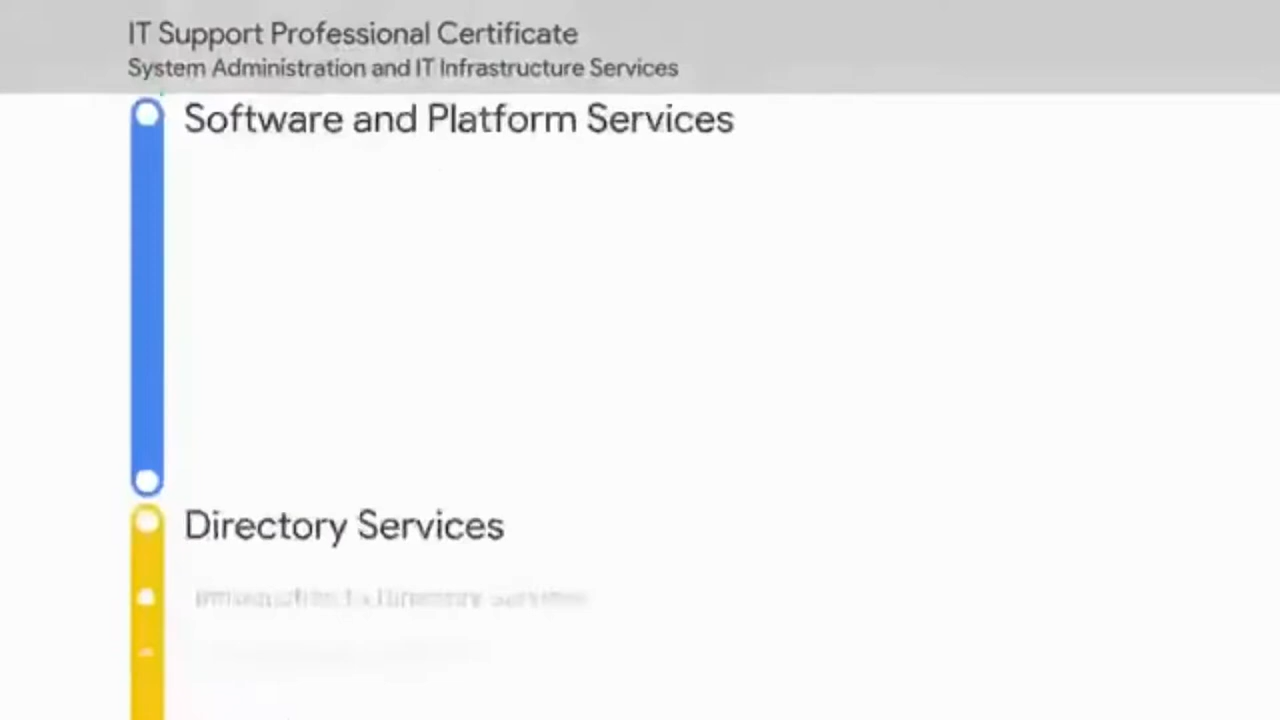 IT Support Professional Certificate
System Administration and IT Infrastructure Services
Software and Platform Services
Directory Services